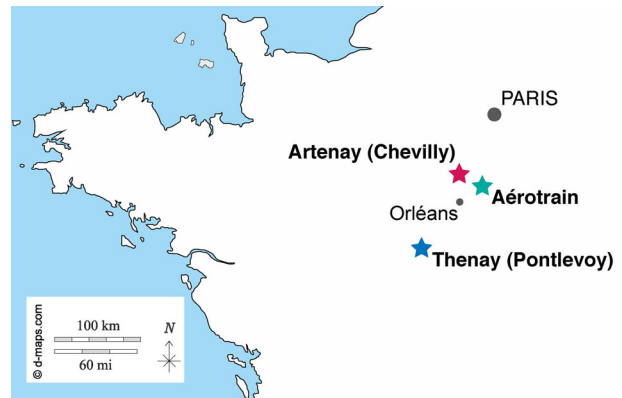 PARIS
Artenay (Chevilly)
Aérotrain
Orléans
Thenay (Pontlevoy)
100 km
N
60 mi
© d-maps.com